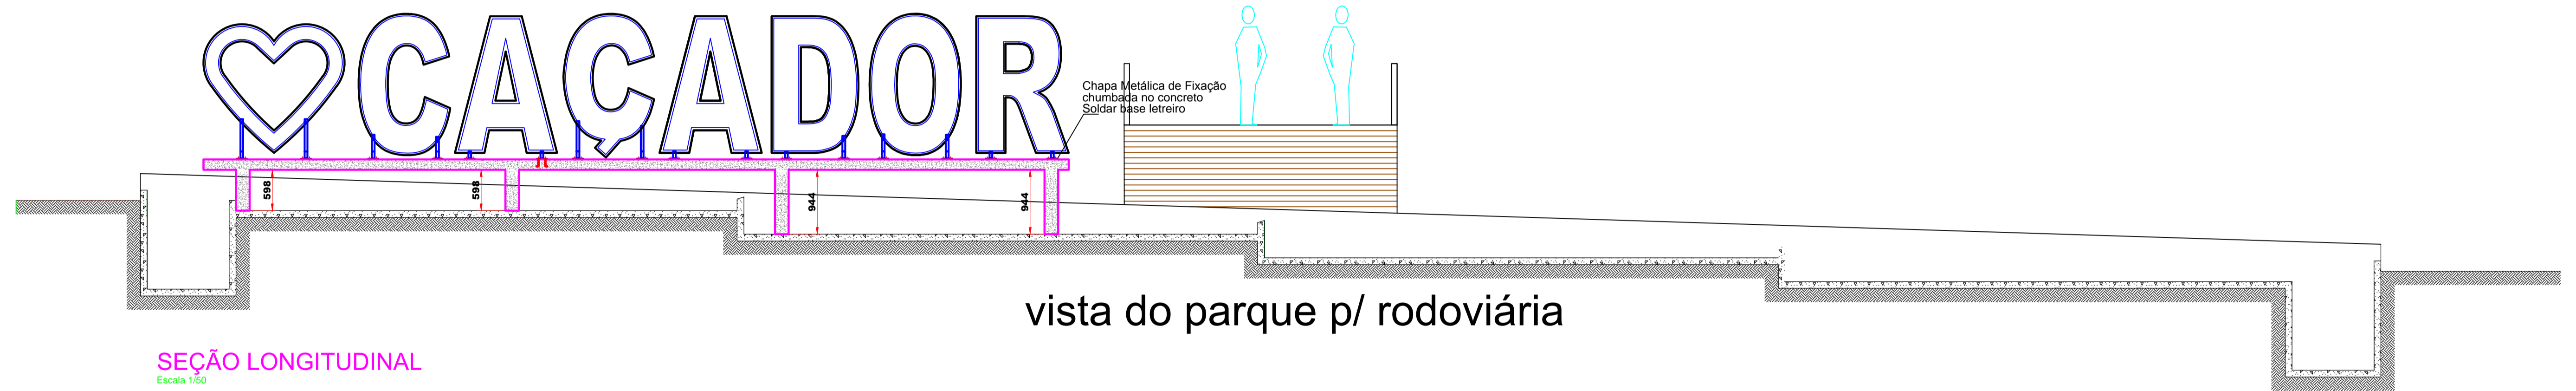 CAÇADOR
Chapa Metálica de Fixação
chumbada no concreto
Soldar base letreiro
598
598
944
944
vista do parque p/ rodoviária
SEÇÃO LONGITUDINAL
Escala 1/50